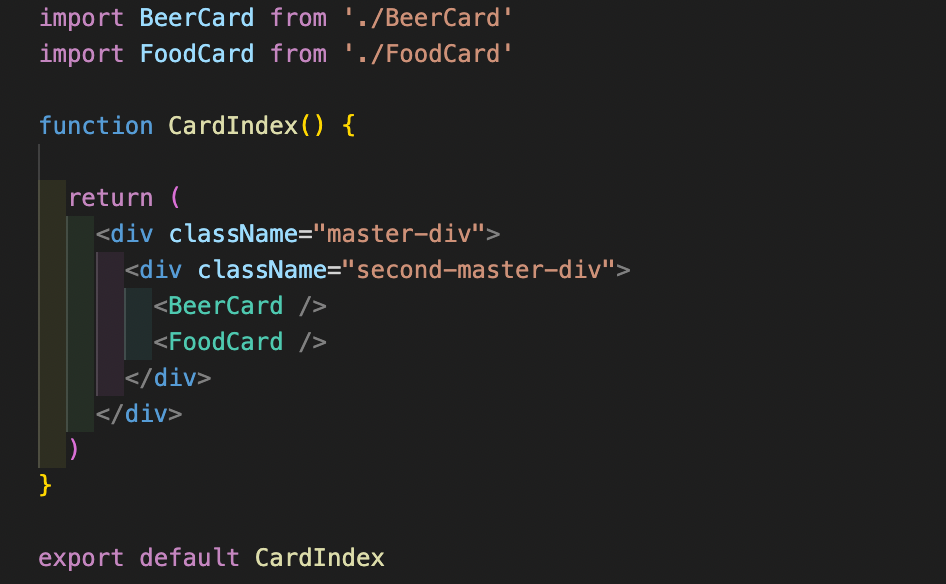 import BeerCard from './BeerCard'
import FoodCard from './FoodCard'

function CardIndex() {

  return (
    <div className="master-div">
      <div className="second-master-div">
        <BeerCard />
        <FoodCard />
      </div>
    </div>
  )
}

export default CardIndex